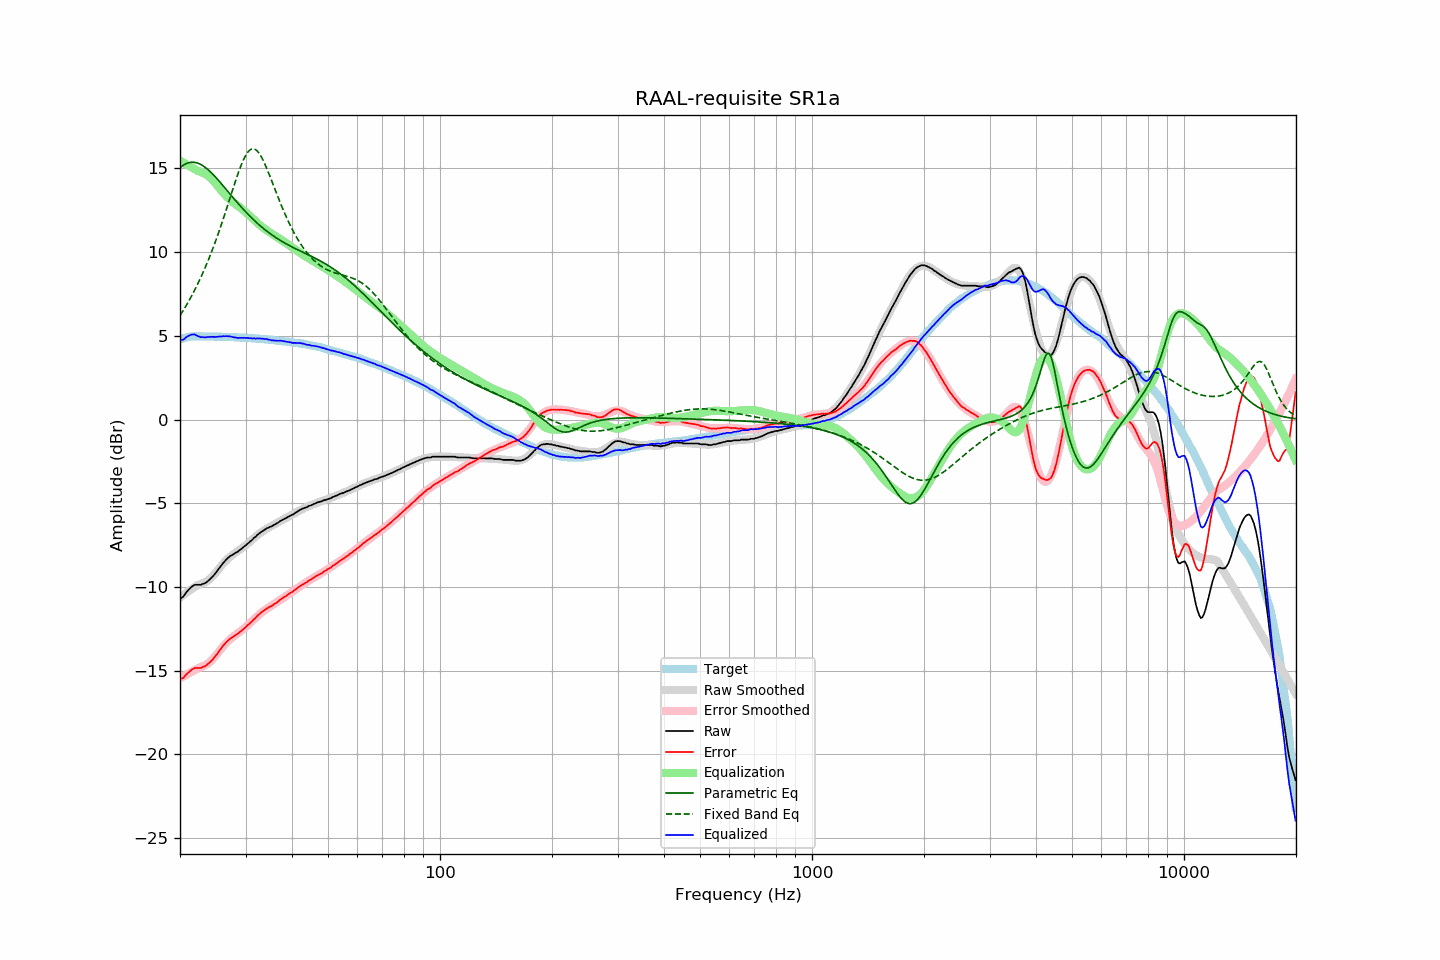 RAAL-requisite SR1a
Amplitude (dBr)
15
10
5
0
−5
−10
−15
−20
−25
Target
Raw Smoothed
Error Smoothed
Raw
Error
Equalization
Parametric Eq
Fixed Band Eq
Equalized
100
1000
10000
Frequency (Hz)